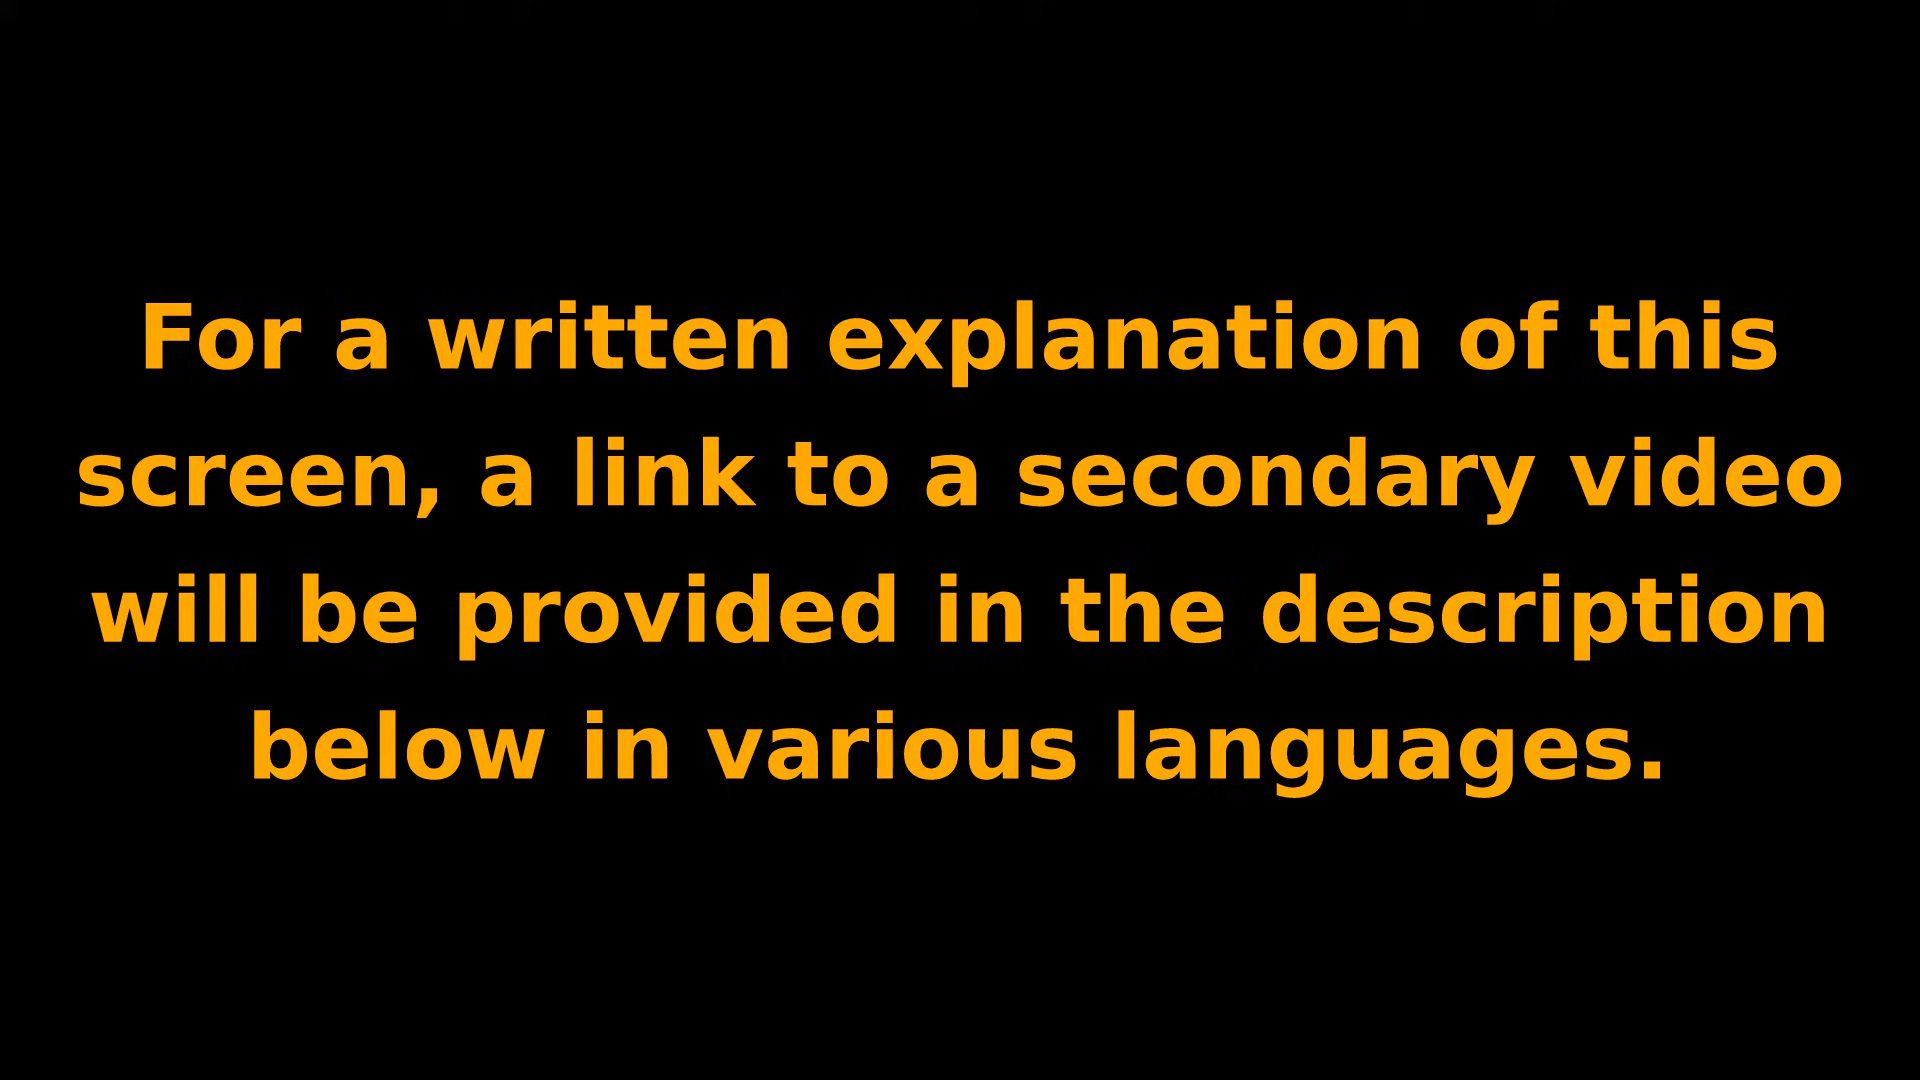 For a written explanation of this
screen, a link to a secondary video
will be provided in the description
below in various languages.